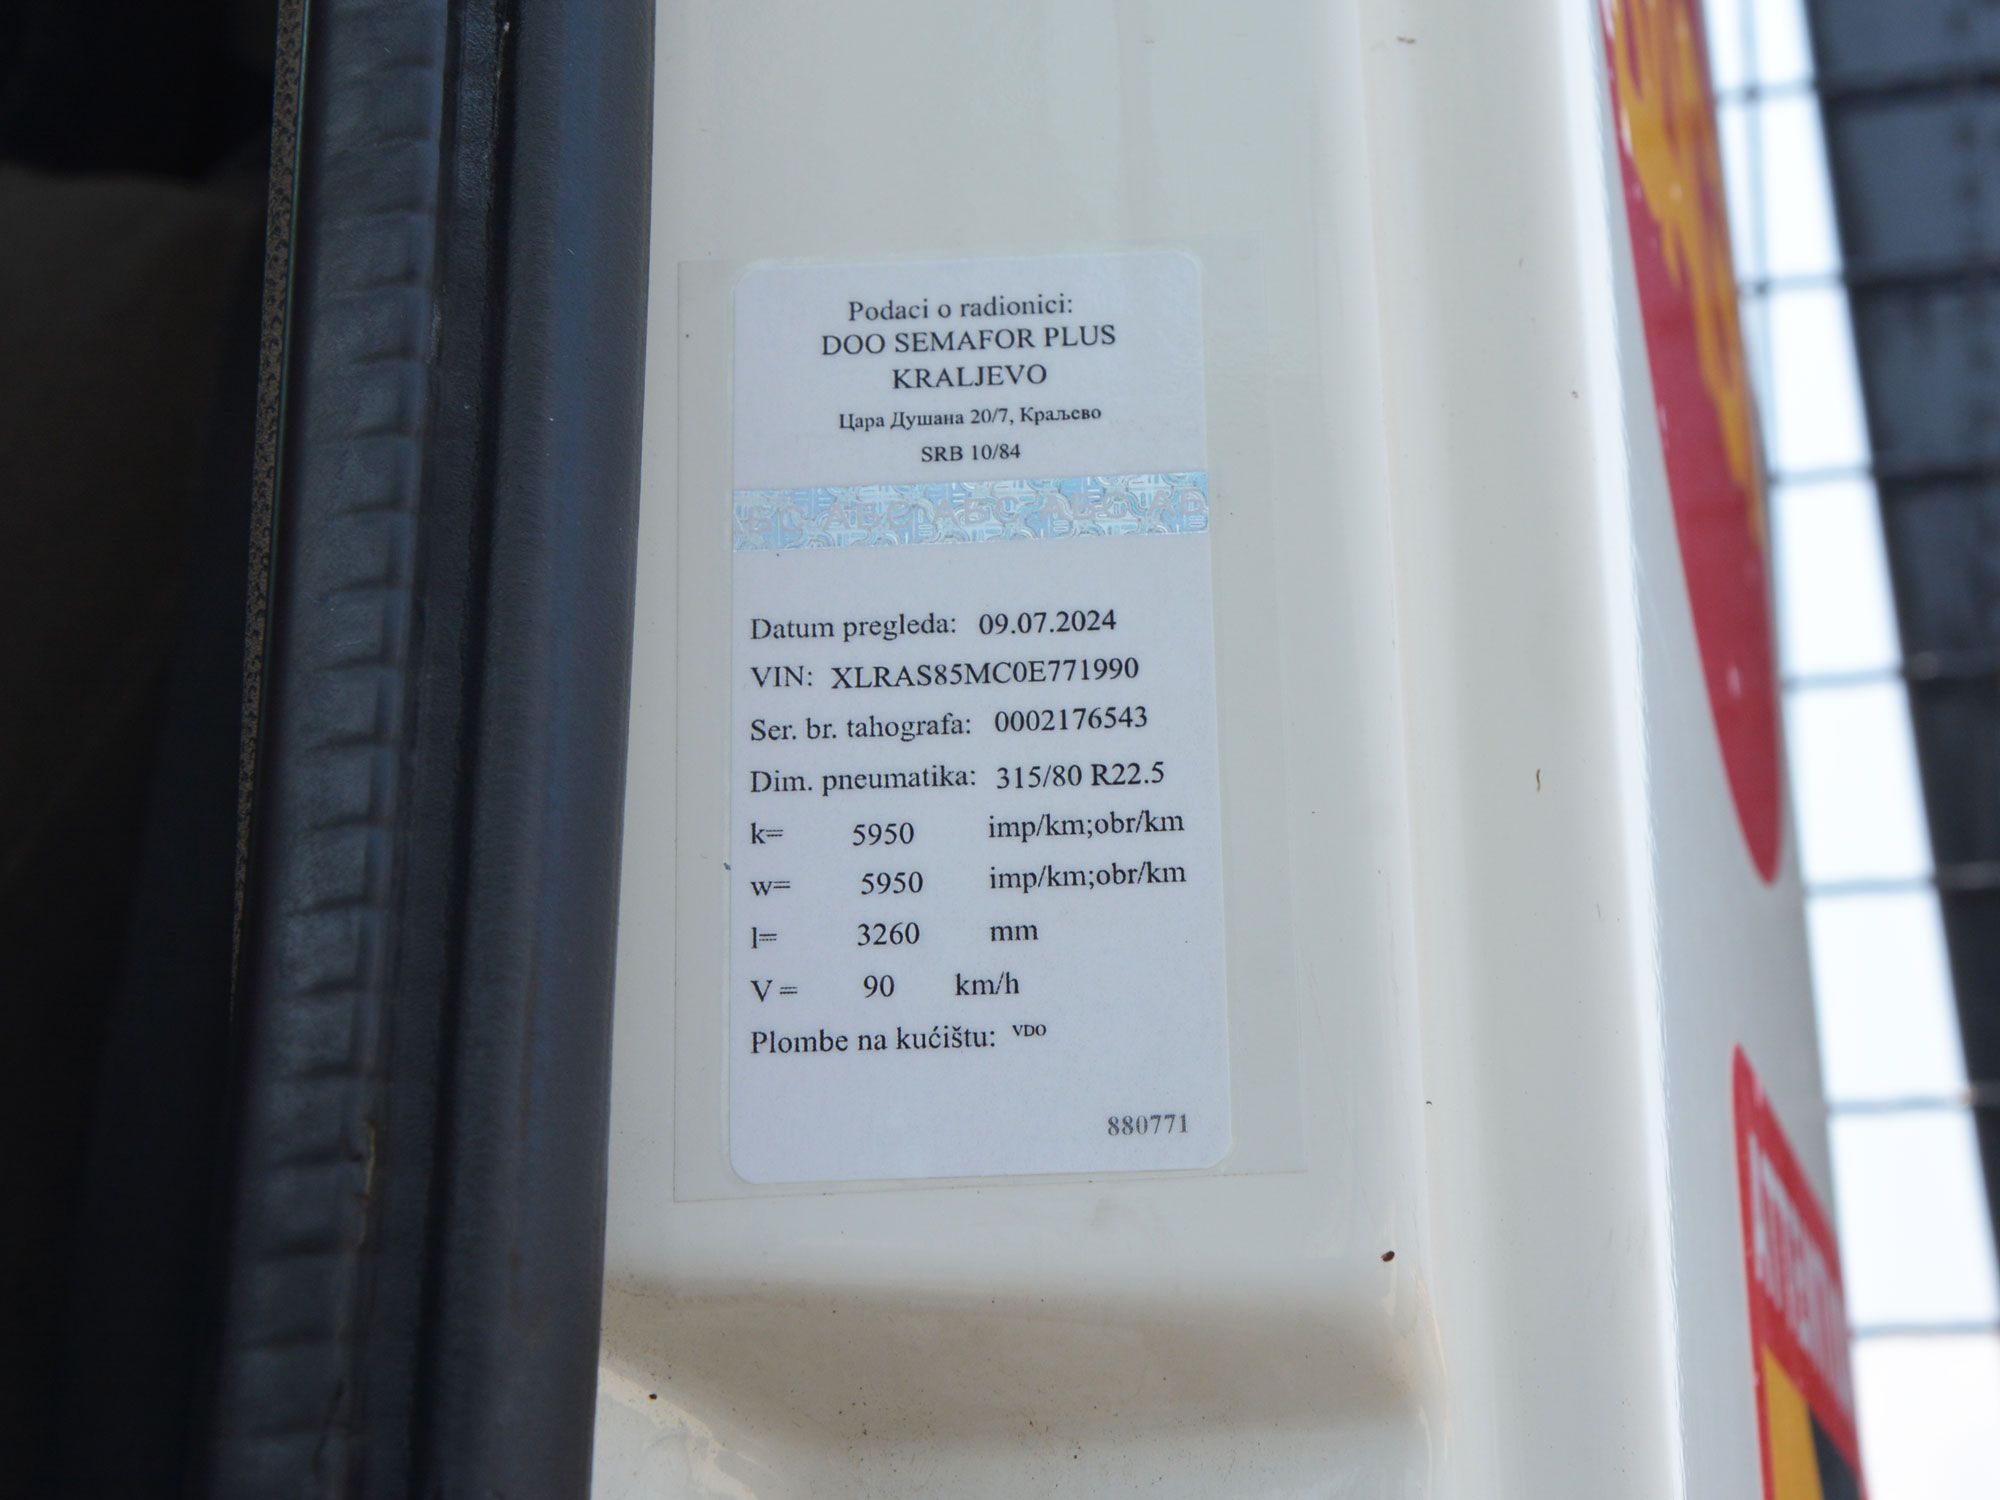 Podaci o radionici:
DOO SEMAFOR PLUS
KRALJEVO
Цара Душана 20/7, Краљево
SRB 10/84
Datum pregleda: 09.07.2024
VIN: XLRAS85MC0E771990
Ser. br. tahografa: 0002176543
Dim. pneumatika: 315/80 R22.5
k= 5950 imp/km;obr/km
w= 5950 imp/km;obr/km
l= 3260 mm
V = 90 km/h
Plombe na kućištu: VDO
880771